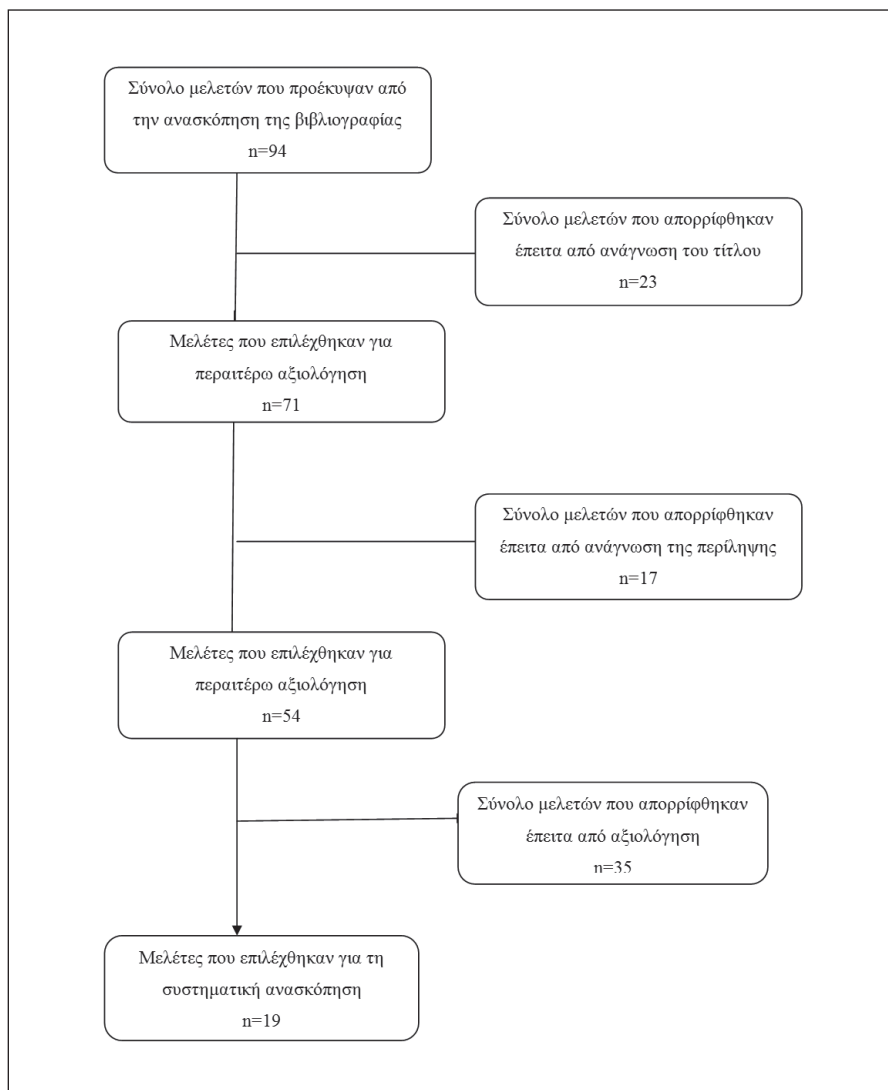 Σύνολο μελετών που προέκυψαν από
την ανασκόπηση της βιβλιογραφίας
n=94
Σύνολο μελετών που απορρίφθηκαν
έπειτα από ανάγνωση του τίτλου
n=23
Μελέτες που επιλέχθηκαν για
περαιτέρω αξιολόγηση
n=71
Σύνολο μελετών που απορρίφθηκαν
έπειτα από ανάγνωση της περίληψης
n=17
Μελέτες που επιλέχθηκαν για
περαιτέρω αξιολόγηση
n=54
Σύνολο μελετών που απορρίφθηκαν
έπειτα από αξιολόγηση
n=35
Μελέτες που επιλέχθηκαν για τη
συστηματική ανασκόπηση
n=19